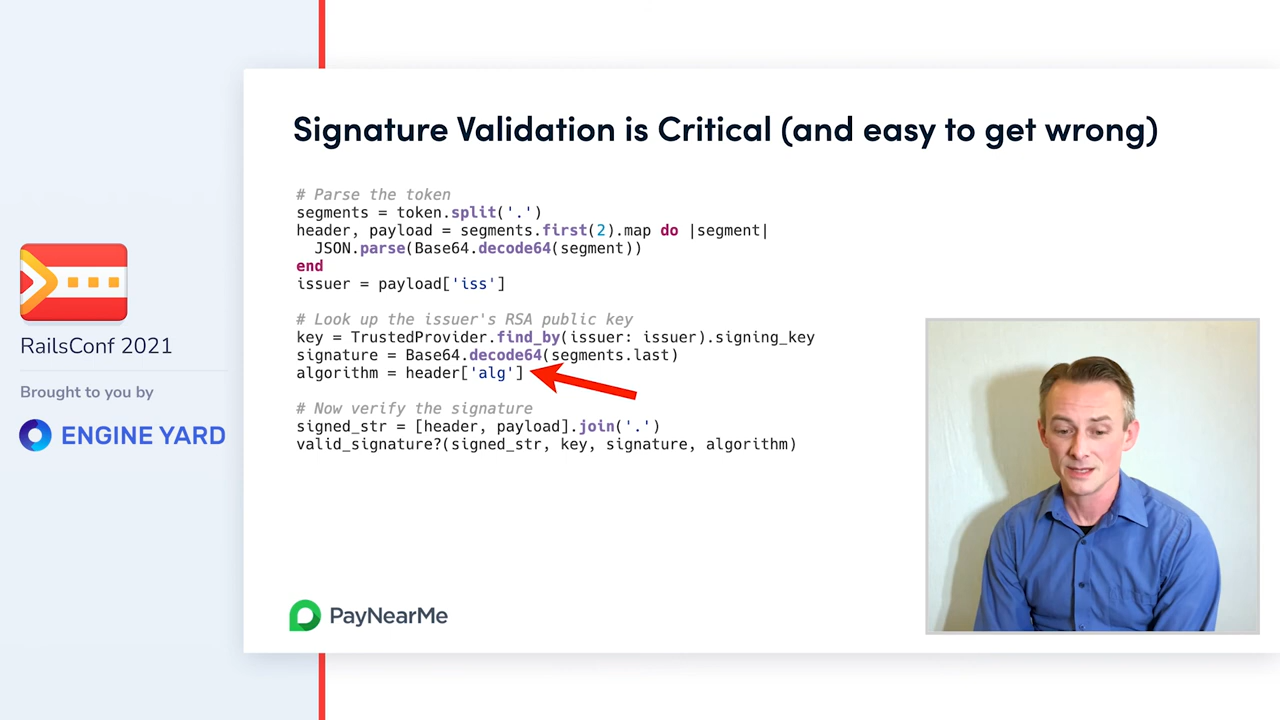 Signature Validation is Critical (and easy to get wrong)
# Parse the token
segments = token.split('.')
header, payload = segments.first(2).map do |segment|
  JSON.parse(Base64.decode64(segment))
end
issuer = payload['iss']
# Look up the issuer's RSA public key
key = TrustedProvider.find_by(issuer: issuer).signing_key
signature = Base64.decode64(segments.last)
algorithm = header['alg']
# Now verify the signature
signed_str = [header, payload].join('.')
valid_signature?(signed_str, key, signature, algorithm)
PayNearMe
RailsConf 2021
Brought to you by
ENGINE YARD